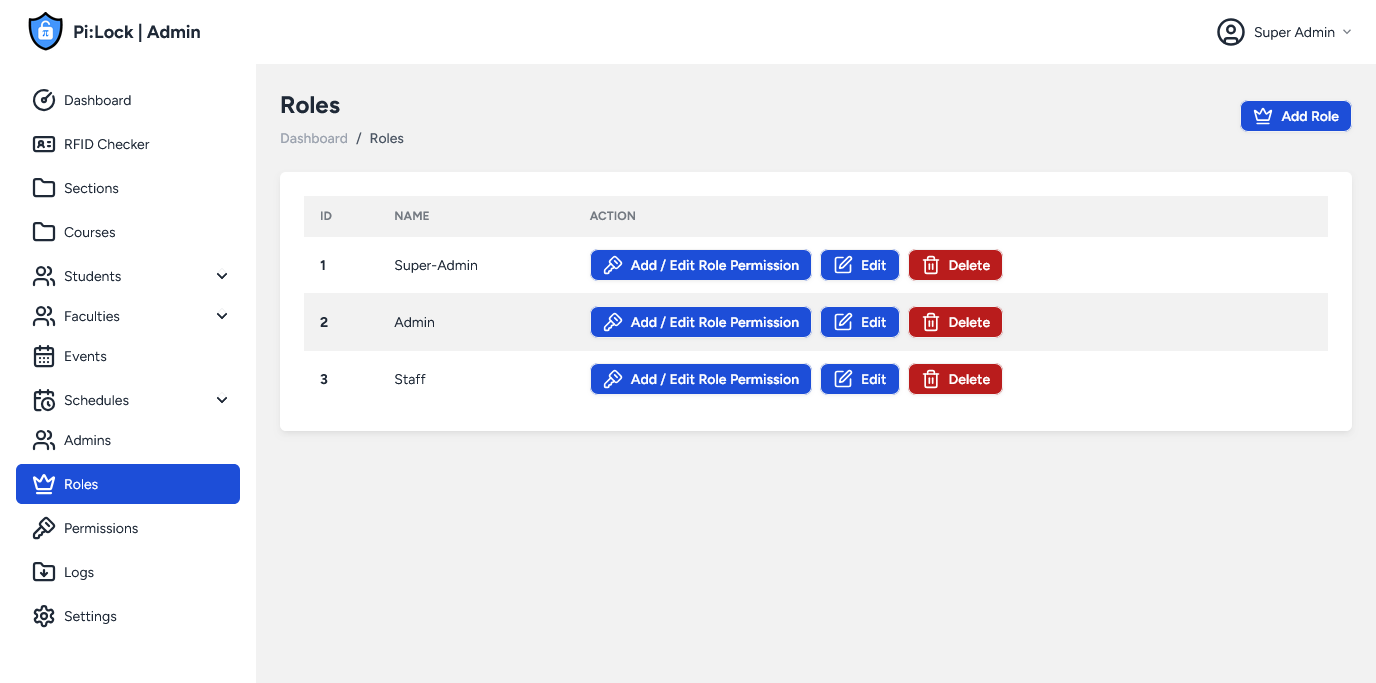 Pi:Lock | Admin
Super Admin
Dashboard
RFID Checker
Sections
Courses
Students
Faculties
Events
Schedules
Admins
Roles
Permissions
Logs
Settings
Roles
Dashboard / Roles
Add Role
ID NAME ACTION
1 Super-Admin Add / Edit Role Permission Edit Delete
2 Admin Add / Edit Role Permission Edit Delete
3 Staff Add / Edit Role Permission Edit Delete